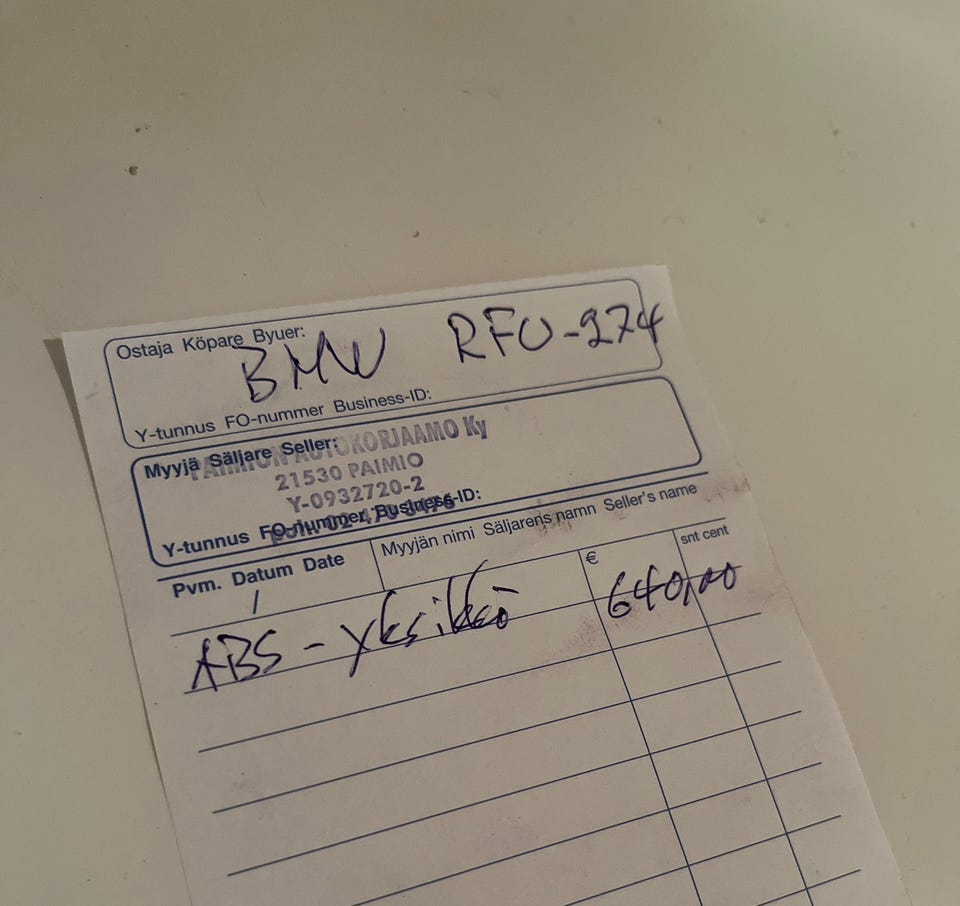 Ostaja Köpare Byuer:
BMW RFU-274
Y-tunnus FO-nummer Business-ID:
Myyjä Säljare Seller:
PAIMION AUTOKORJAAMO Ky
21530 PAIMIO
Y-0932720-2
Y-tunnus FO-nummer Business-ID:
Pvm. Datum Date
Myyjän nimi Säljarens namn Seller's name
€ snt cent
ABS-yksikkö 640,00